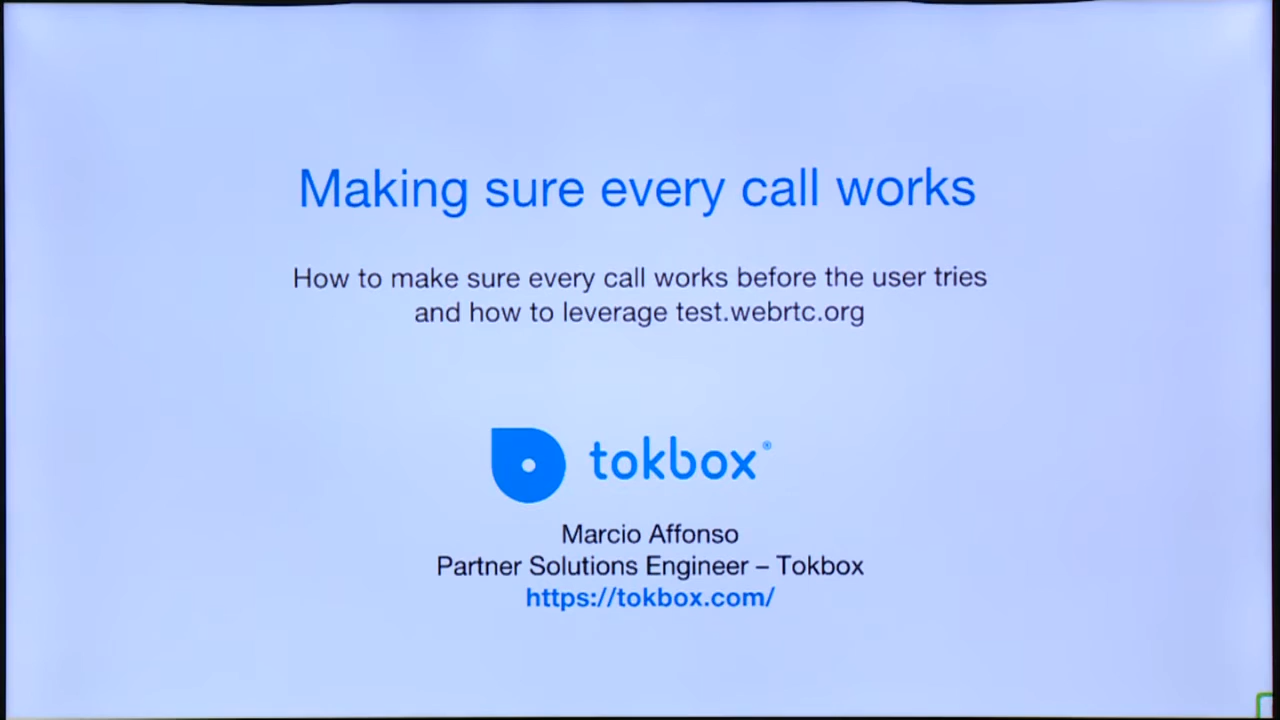 Making sure every call works
How to make sure every call works before the user tries
and how to leverage test.webrtc.org
tokbox®
Marcio Affonso
Partner Solutions Engineer – Tokbox
https://tokbox.com/